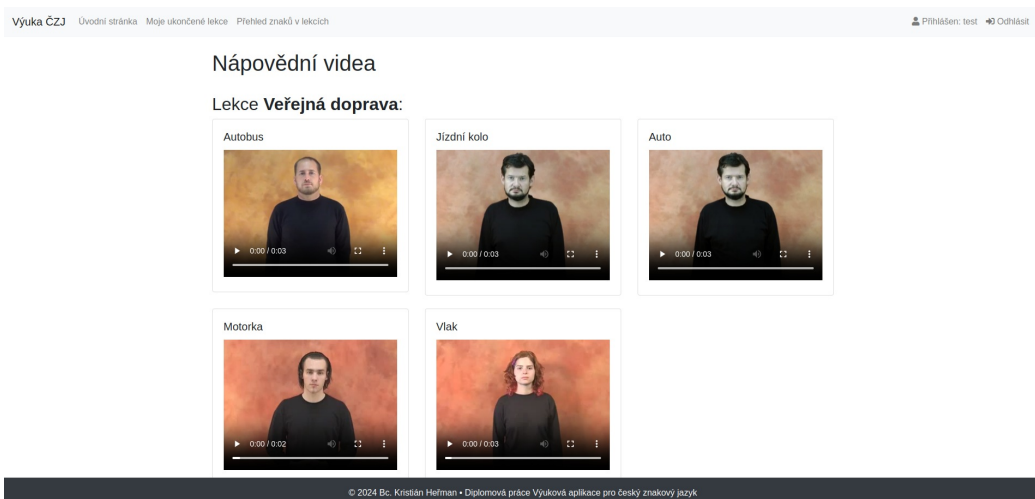 Výuka ČZJ Úvodní stránka Moje ukončené lekce Přehled znaků v lekcích Přihlášen: test Odhlásit
Nápovědní videa
Lekce Veřejná doprava:
Autobus Jízdní kolo Auto
0:00 / 0:03 0:00 / 0:03 0:00 / 0:03
Motorka Vlak
0:00 / 0:02 0:00 / 0:03
© 2024 Bc. Kristián Heřman • Diplomová práce Výuková aplikace pro český znakový jazyk